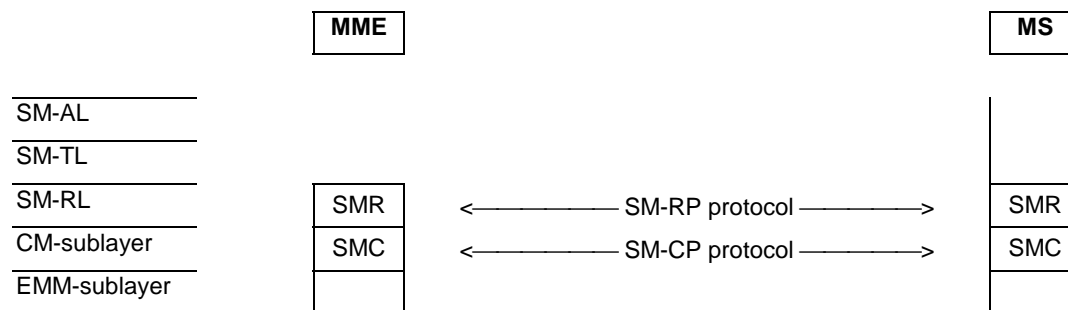 MME MS
SM-AL
SM-TL
SM-RL SMR <—————— SM-RP protocol ——————> SMR
CM-sublayer SMC <—————— SM-CP protocol ——————> SMC
EMM-sublayer